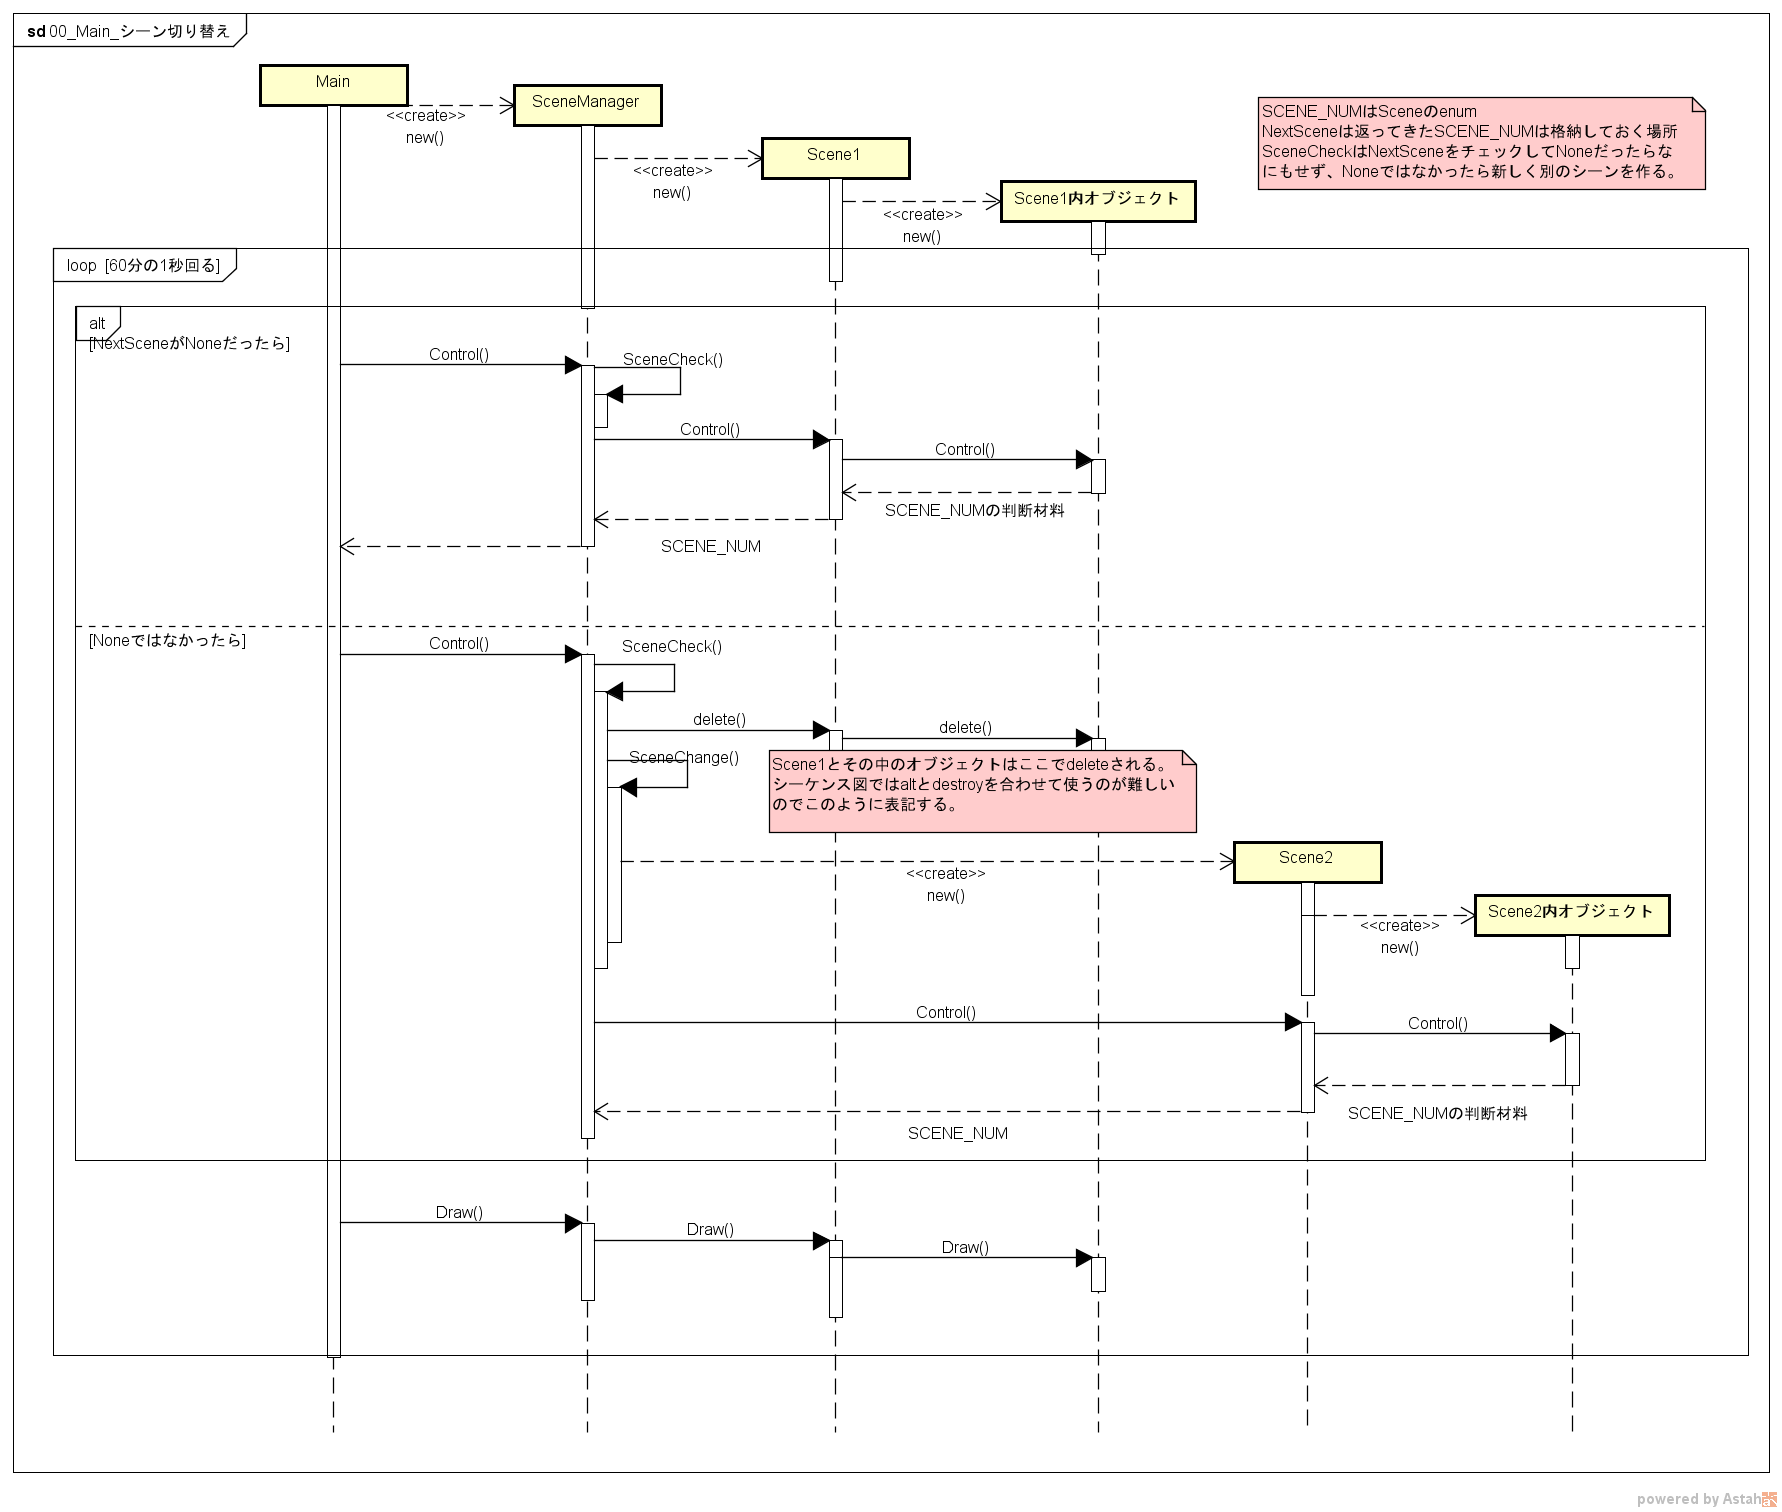 sd 00_Main_シーン切り替え
Main
SceneManager
<<create>>
new()
Scene1
<<create>>
new()
Scene1内オブジェクト
<<create>>
new()
SCENE_NUMはSceneのenum
NextSceneは返ってきたSCENE_NUMは格納しておく場所
SceneCheckはNextSceneをチェックしてNoneだったらな
にもせず、Noneではなかったら新しく別のシーンを作る。
loop [60分の1秒回る]
alt
[NextSceneがNoneだったら]
Control()
SceneCheck()
Control()
Control()
SCENE_NUMの判断材料
SCENE_NUM
[Noneではなかったら]
Control()
SceneCheck()
delete()
delete()
SceneChange()
Scene1とその中のオブジェクトはここでdeleteされる。
シーケンス図ではaltとdestroyを合わせて使うのが難しい
のでこのように表記する。
Scene2
<<create>>
new()
Scene2内オブジェクト
<<create>>
new()
Control()
Control()
SCENE_NUMの判断材料
SCENE_NUM
Draw()
Draw()
Draw()
powered by Astah